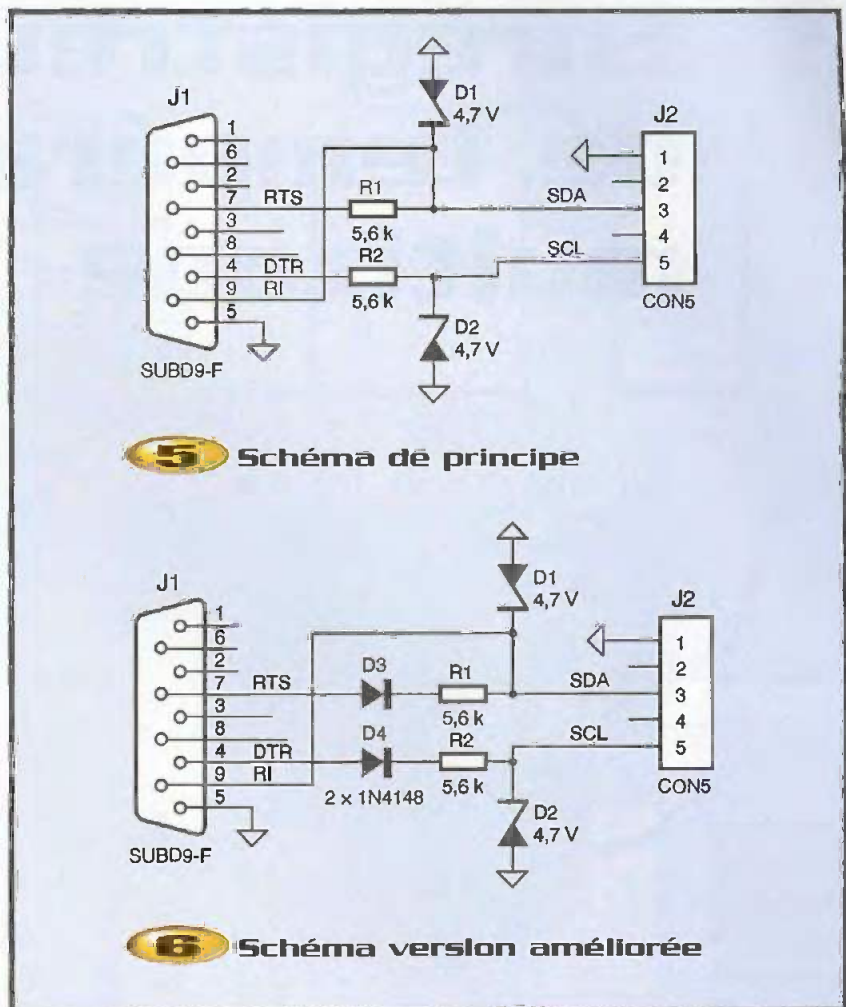 J1
1
6
2
7
3
8
4
9
5
RTS
DTR
RI
SUBD9-F
R1
5,6 k
R2
5,6 k
D1
4,7 V
D2
4,7 V
SDA
SCL
J2
1
2
3
4
5
CON5
5 Schéma de principe
J1
1
6
2
7
3
8
4
9
5
RTS
DTR
RI
SUBD9-F
D3
D4
2 x 1N4148
R1
5,6 k
R2
5,6 k
D1
4,7 V
D2
4,7 V
SDA
SCL
J2
1
2
3
4
5
CON5
6 Schéma version améliorée